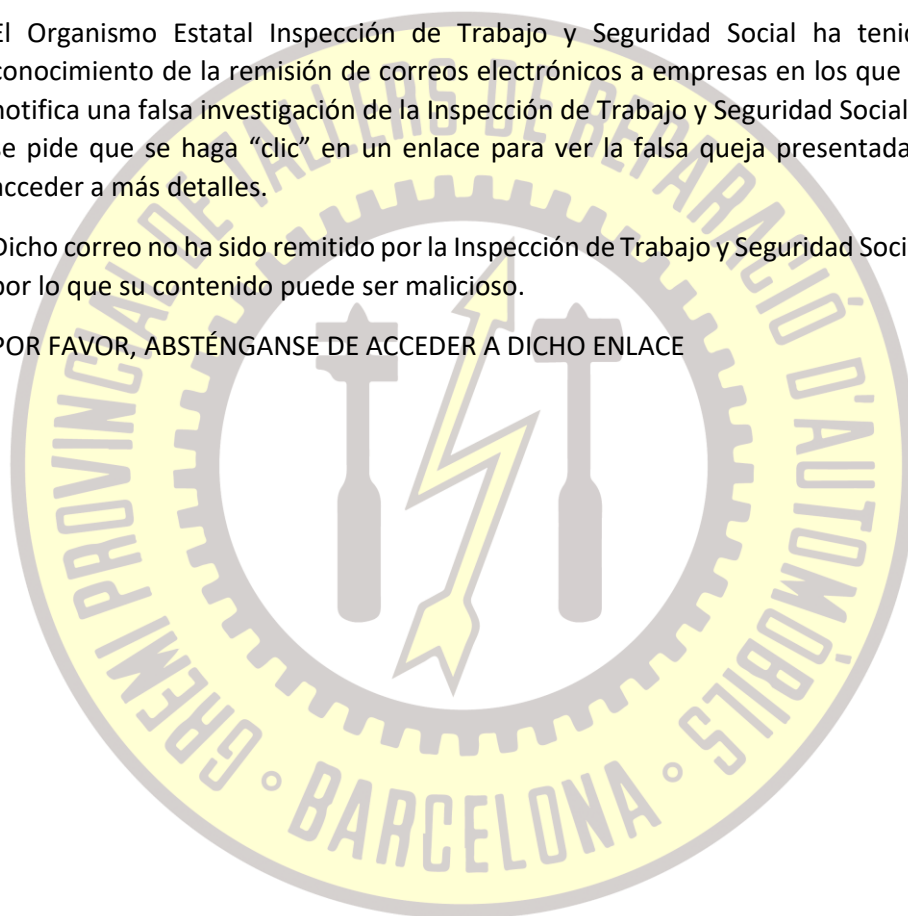 El Organismo Estatal Inspección de Trabajo y Seguridad Social ha tenid
conocimiento de la remisión de correos electrónicos a empresas en los que
notifica una falsa investigación de la Inspección de Trabajo y Seguridad Social
se pide que se haga “clic” en un enlace para ver la falsa queja presentada
acceder a más detalles.
Dicho correo no ha sido remitido por la Inspección de Trabajo y Seguridad Soci
por lo que su contenido puede ser malicioso.
POR FAVOR, ABSTÉNGANSE DE ACCEDER A DICHO ENLACE
GREMI PROVINCIAL DE TALLERS DE REPARACIÓ D'AUTOMÒBILS
BARCELONA